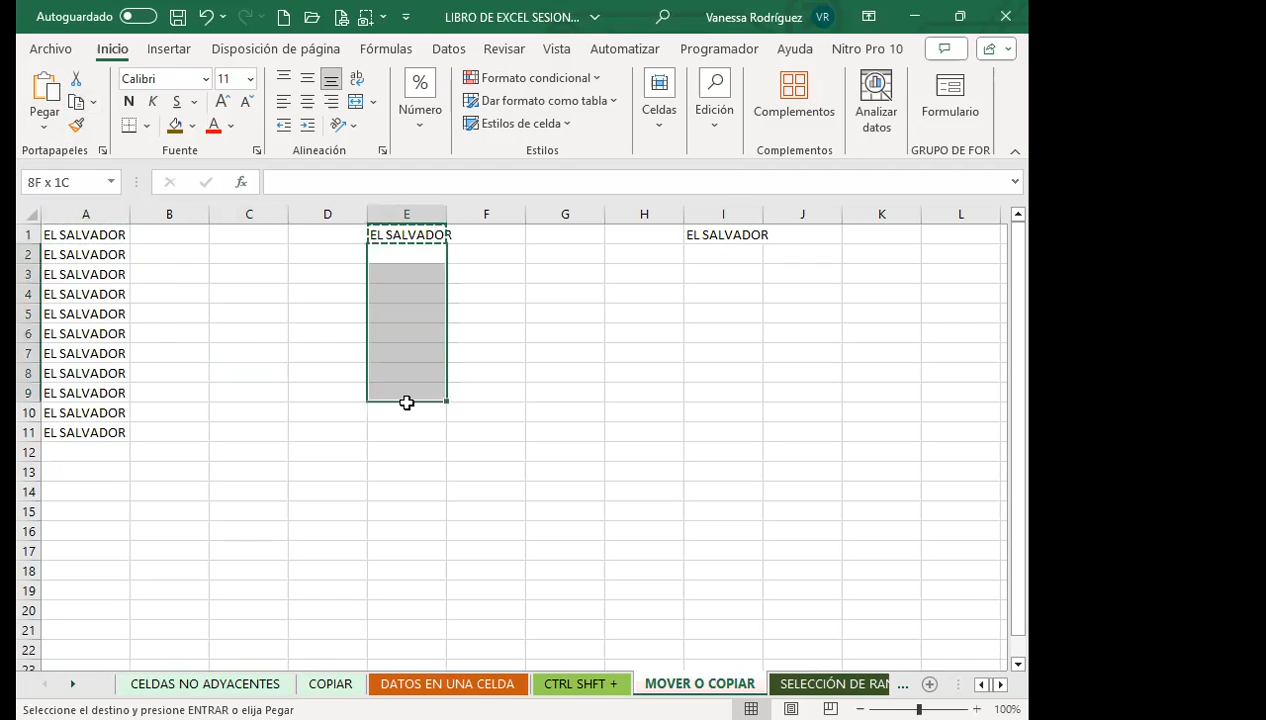 Autoguardado
LIBRO DE EXCEL SESION...
Vanessa Rodríguez
VR
Archivo Inicio Insertar Disposición de página Fórmulas Datos Revisar Vista Automatizar Programador Ayuda Nitro Pro 10
Pegar
Calibri 11
N K S
Número
Formato condicional
Dar formato como tabla
Estilos de celda
Celdas
Edición
Complementos
Analizar datos
Formulario
Portapapeles Fuente Alineación Estilos Complementos GRUPO DE FOR
8F x 1C
fx
A B C D E F G H I J K L
1 EL SALVADOR EL SALVADOR EL SALVADOR
2 EL SALVADOR
3 EL SALVADOR
4 EL SALVADOR
5 EL SALVADOR
6 EL SALVADOR
7 EL SALVADOR
8 EL SALVADOR
9 EL SALVADOR
10 EL SALVADOR
11 EL SALVADOR
12
13
14
15
16
17
18
19
20
21
22
23
CELDAS NO ADYACENTES COPIAR DATOS EN UNA CELDA CTRL SHFT + MOVER O COPIAR SELECCIÓN DE RAN ...
Seleccione el destino y presione ENTRAR o elija Pegar
100%